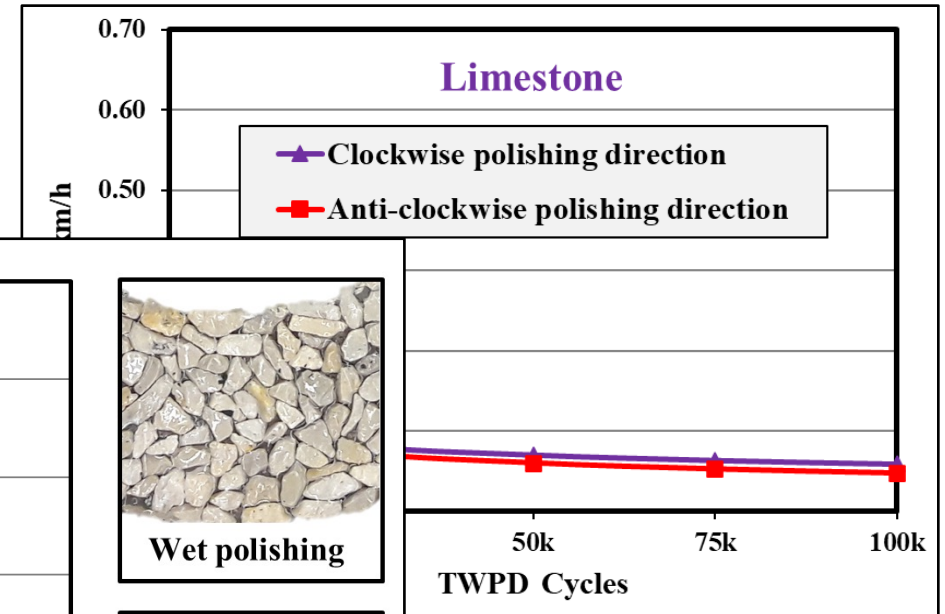 0.70
Limestone
0.60
Clockwise polishing direction
0.50
Anti-clockwise polishing direction
km/h
Wet polishing
50k
75k
100k
TWPD Cycles